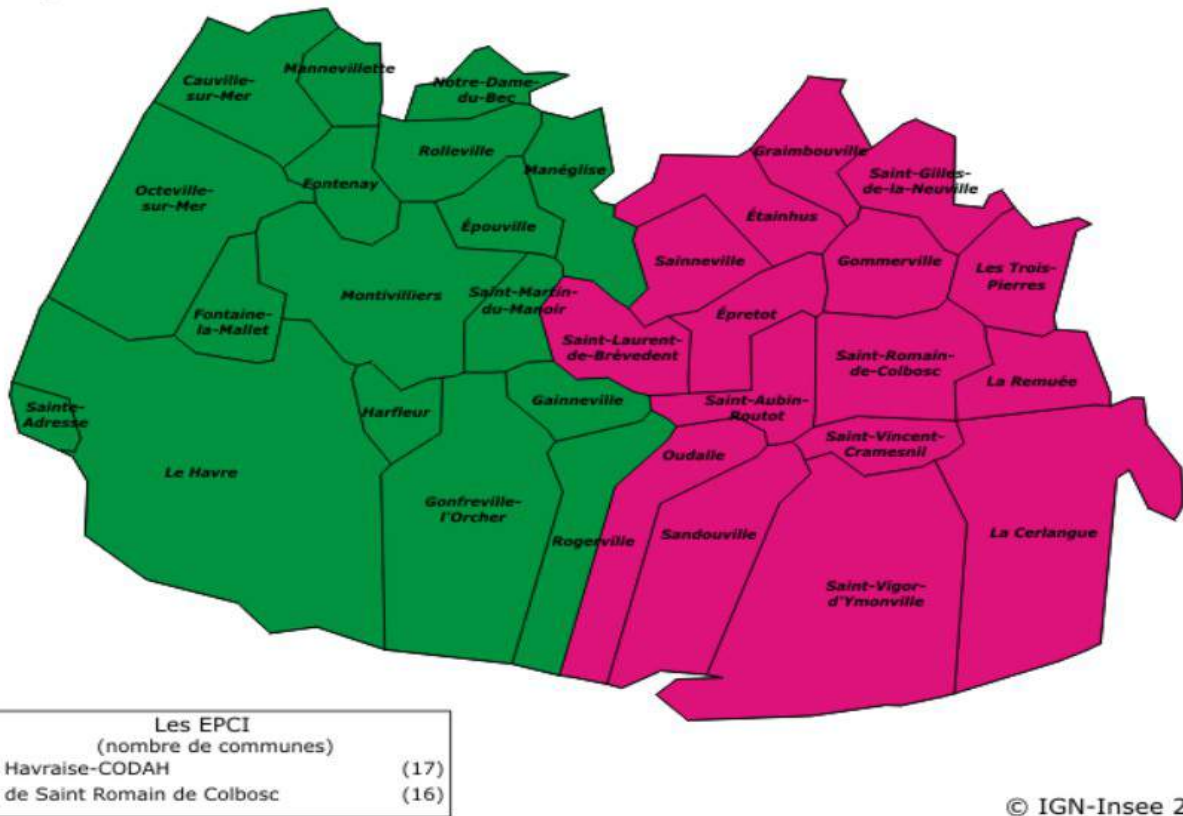 Cauville-
sur-Mer
Mannevillette
Notre-Dame-
du-Bec
Rolleville
Manéglise
Graimbouville
Saint-Gilles-
de-la-Neuville
Octeville-
sur-Mer
Fontenay
Épouville
Étainhus
Sainneville
Gommerville
Les Trois-
Pierres
Montivilliers
Saint-Martin-
du-Manoir
Fontaine-
la-Mallet
Épretot
Saint-Laurent-
de-Brèvedent
Saint-Romain-
de-Colbosc
La Remuée
Sainte-
Adresse
Harfleur
Gainneville
Saint-Aubin-
Routot
Saint-Vincent-
Cramesnil
Oudalle
Le Havre
Gonfreville-
l'Orcher
Rogerville
Sandouville
La Cerlangue
Saint-Vigor-
d'Ymonville
Les EPCI
(nombre de communes)
Havraise-CODAH (17)
de Saint Romain de Colbosc (16)
© IGN-Insee 2